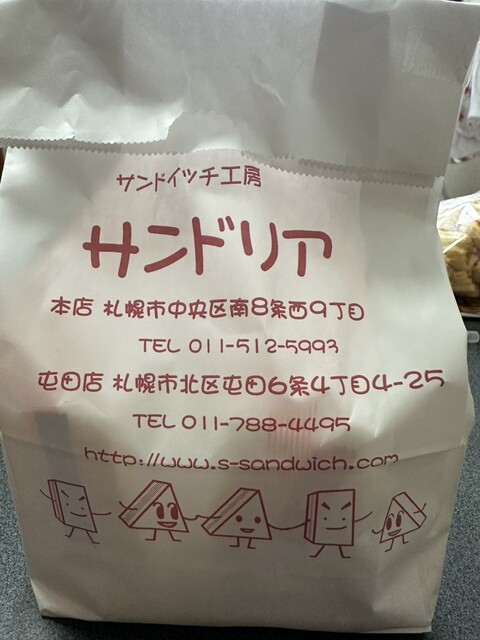 サンドイッチ工房
サンドリア
本店 札幌市中央区南8条西9丁目
TEL 011-512-5993
屯田店 札幌市北区屯田6条4丁目4-25
TEL 011-788-4495
http://www.s-sandwich.com